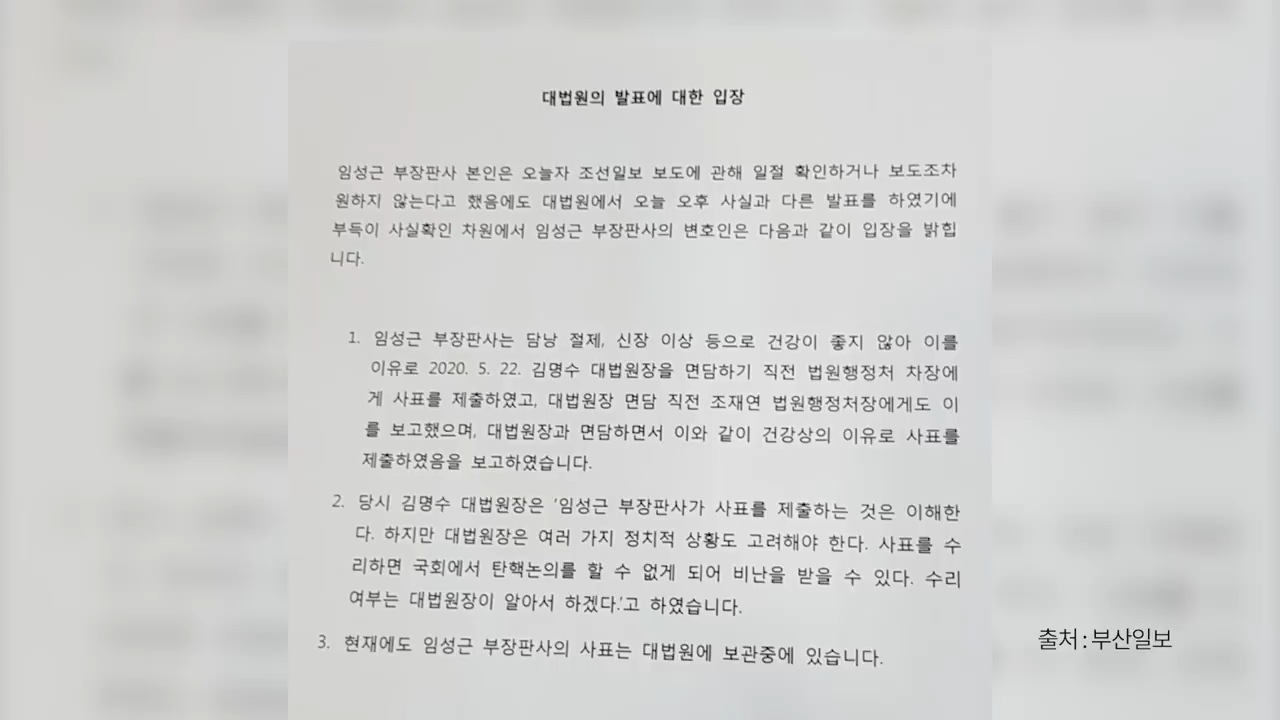 대법원의 발표에 대한 입장
임성근 부장판사 본인은 오늘자 조선일보 보도에 관해 일절 확인하거나 보도조차
원하지 않는다고 했음에도 대법원에서 오늘 오후 사실과 다른 발표를 하였기에
부득이 사실확인 차원에서 임성근 부장판사의 변호인은 다음과 같이 입장을 밝힙
니다.
1. 임성근 부장판사는 담낭 절제, 신장 이상 등으로 건강이 좋지 않아 이를
이유로 2020. 5. 22. 김명수 대법원장을 면담하기 직전 법원행정처 차장에
게 사표를 제출하였고, 대법원장 면담 직전 조재연 법원행정처장에게도 이
를 보고했으며, 대법원장과 면담하면서 이와 같이 건강상의 이유로 사표를
제출하였음을 보고하였습니다.
2. 당시 김명수 대법원장은 '임성근 부장판사가 사표를 제출하는 것은 이해한
다. 하지만 대법원장은 여러 가지 정치적 상황도 고려해야 한다. 사표를 수
리하면 국회에서 탄핵논의를 할 수 없게 되어 비난을 받을 수 있다. 수리
여부는 대법원장이 알아서 하겠다.'고 하였습니다.
3. 현재에도 임성근 부장판사의 사표는 대법원에 보관중에 있습니다.
출처 : 부산일보